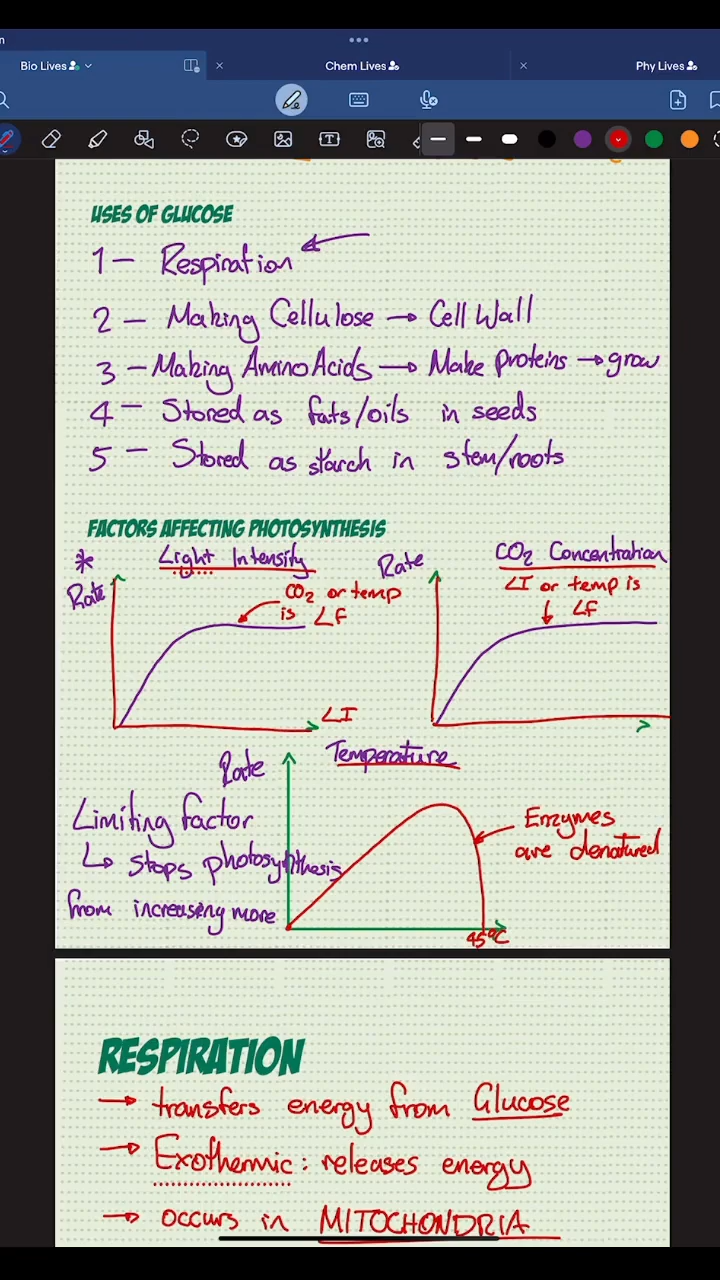 n
Bio Lives
Chem Lives
Phy Lives
USES OF GLUCOSE
1 — Respiration
2 — Making Cellulose → Cell Wall
3 — Making Amino Acids → Make Proteins → grow
4 — Stored as fats/oils in seeds
5 — Stored as starch in stem/roots
FACTORS AFFECTING PHOTOSYNTHESIS
* Light Intensity
Rate
CO2 or temp
is LF
LI
CO2 Concentration
Rate
LI or temp is
LF
Temperature
Rate
Enzymes
are denatured
45°C
Limiting factor
↳ stops photosynthesis
from increasing more
RESPIRATION
→ transfers energy from Glucose
→ Exothermic: releases energy
→ occurs in MITOCHONDRIA